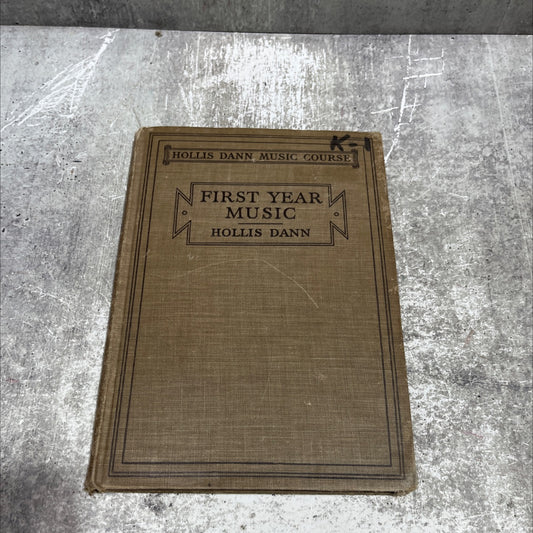 K-1
HOLLIS DANN MUSIC COURSE
FIRST YEAR
MUSIC
HOLLIS DANN